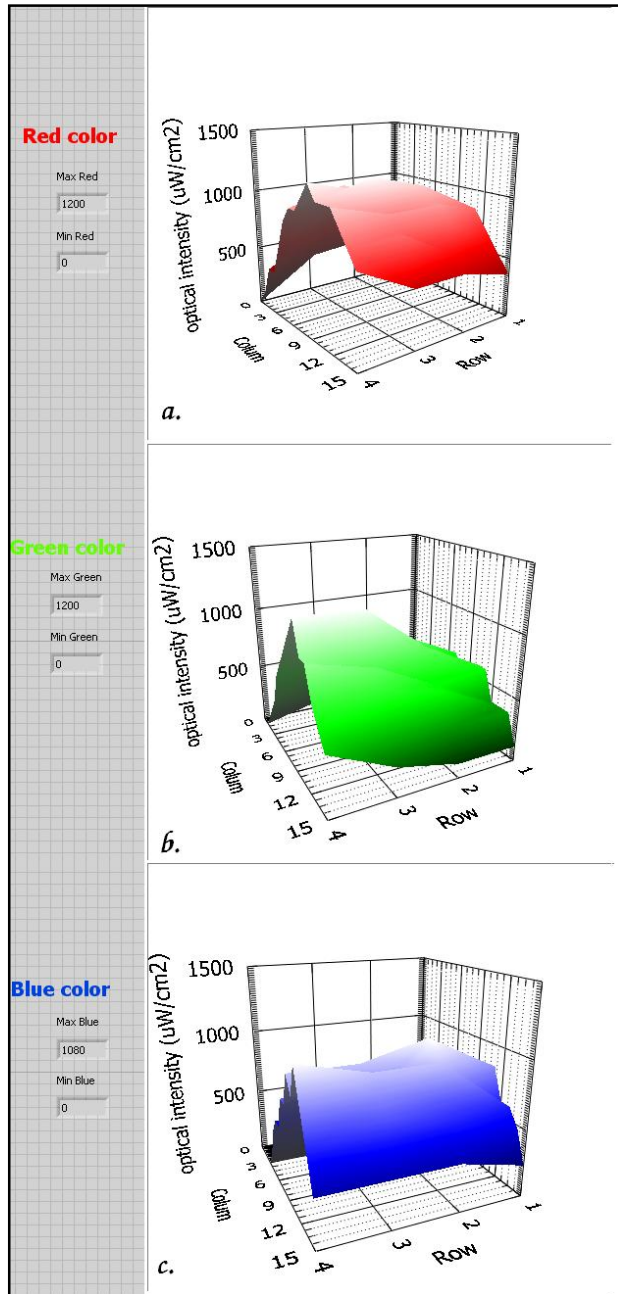 Red color
Max Red
1200
Min Red
0
optical intensity (uW/cm2)
1500
1000
500
0
3
6
9
12
15
Colum
4
3
2
1
Row
a.
Green color
Max Green
1200
Min Green
0
optical intensity (uW/cm2)
1500
1000
500
0
3
6
9
12
15
Colum
4
3
2
1
Row
b.
Blue color
Max Blue
1080
Min Blue
0
optical intensity (uW/cm2)
1500
1000
500
0
3
6
9
12
15
Colum
4
3
2
1
Row
c.